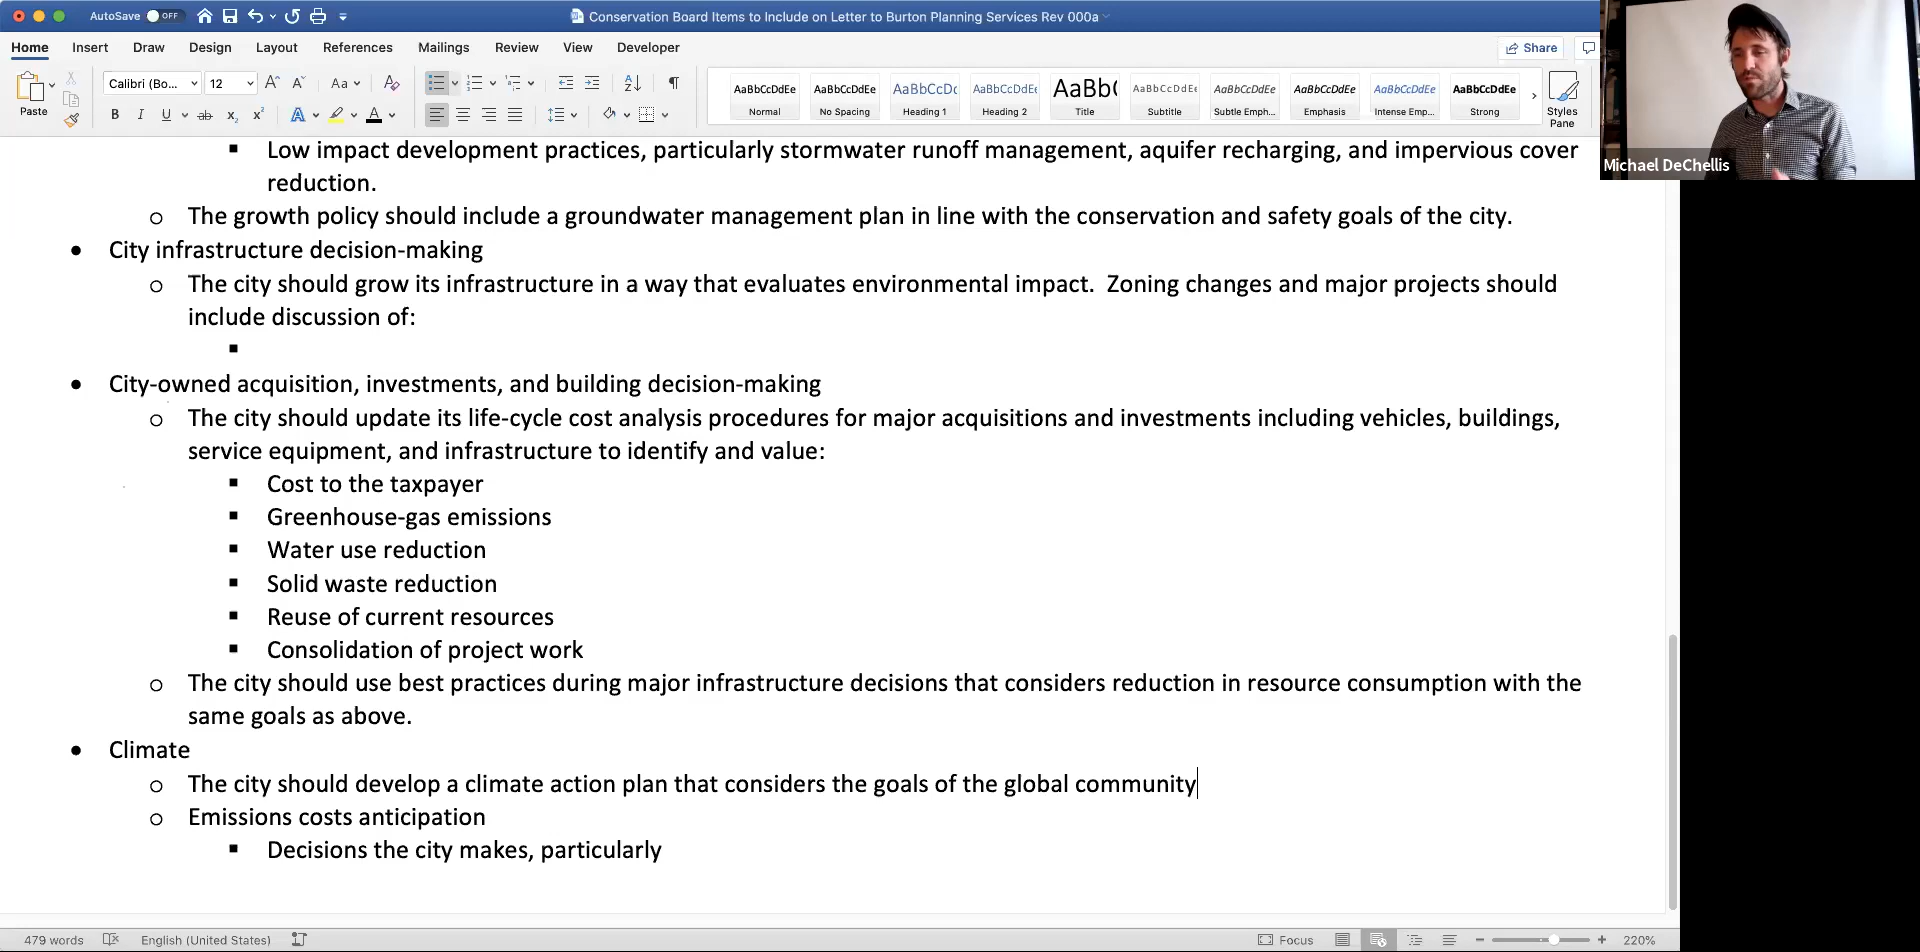 AutoSave OFF
Conservation Board Items to Include on Letter to Burton Planning Services Rev 000a
Home Insert Draw Design Layout References Mailings Review View Developer Share
Paste Calibri (Bo... 12 Aa
AaBbCcDdEe AaBbCcDdEe AaBbCcDc AaBbCcDdEe AaBb( AaBbCcDdEe AaBbCcDdEe AaBbCcDdEe AaBbCcDdEe AaBbCcDdEe
Normal No Spacing Heading 1 Heading 2 Title Subtitle Subtle Emph... Emphasis Intense Emp... Strong Styles Pane
Michael DeChellis
▪ Low impact development practices, particularly stormwater runoff management, aquifer recharging, and impervious cover
reduction.
o The growth policy should include a groundwater management plan in line with the conservation and safety goals of the city.
• City infrastructure decision-making
o The city should grow its infrastructure in a way that evaluates environmental impact.  Zoning changes and major projects should
include discussion of:
▪
• City-owned acquisition, investments, and building decision-making
o The city should update its life-cycle cost analysis procedures for major acquisitions and investments including vehicles, buildings,
service equipment, and infrastructure to identify and value:
▪ Cost to the taxpayer
▪ Greenhouse-gas emissions
▪ Water use reduction
▪ Solid waste reduction
▪ Reuse of current resources
▪ Consolidation of project work
o The city should use best practices during major infrastructure decisions that considers reduction in resource consumption with the
same goals as above.
• Climate
o The city should develop a climate action plan that considers the goals of the global community
o Emissions costs anticipation
▪ Decisions the city makes, particularly
479 words English (United States) Focus 220%